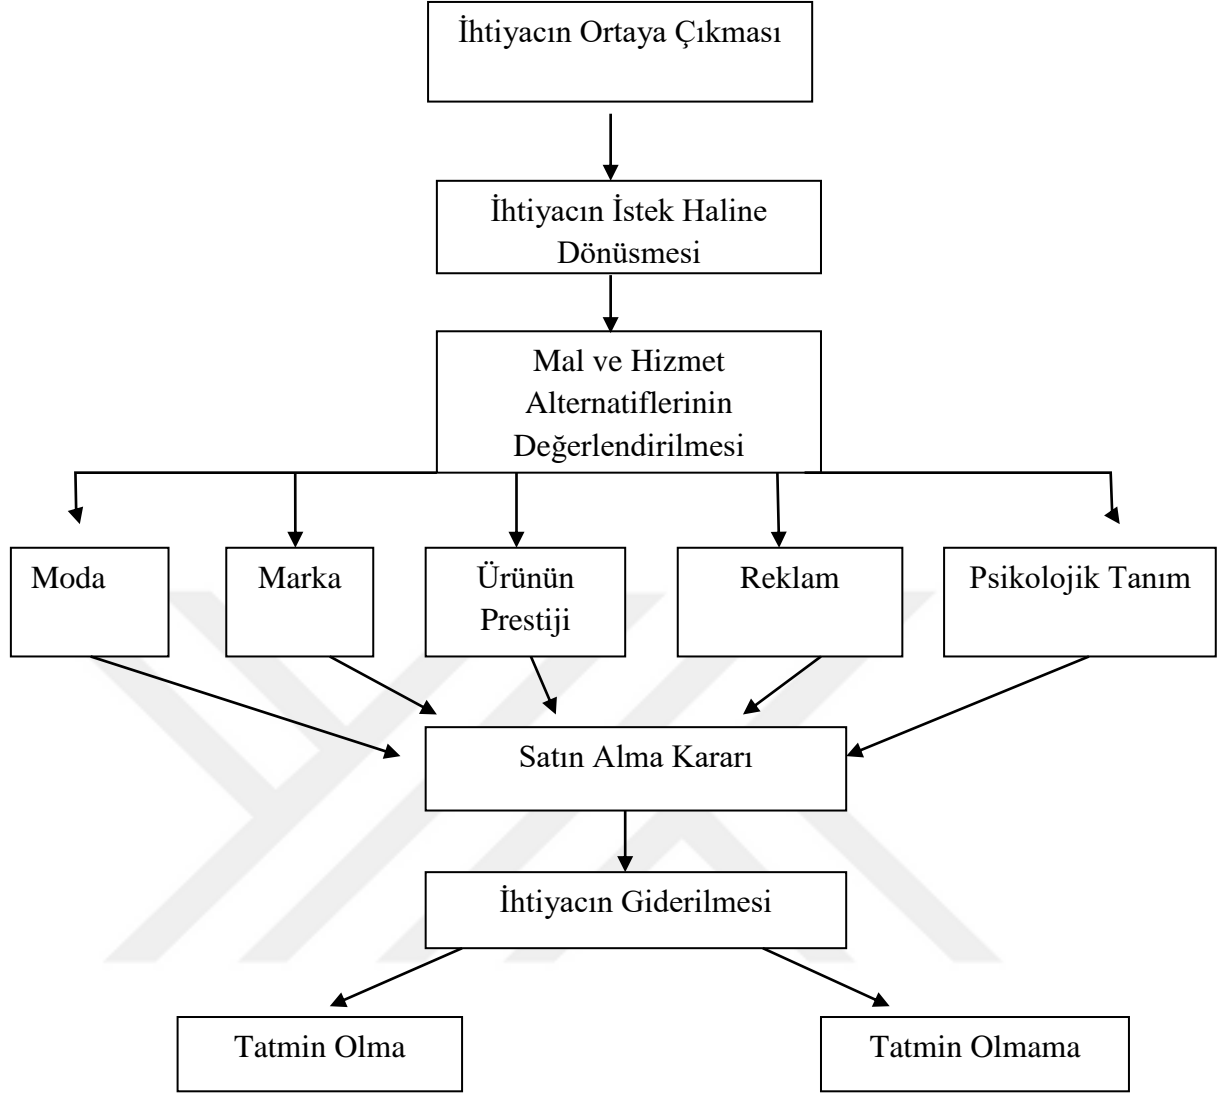 İhtiyacın Ortaya Çıkması
İhtiyacın İstek Haline
Dönüsmesi
Mal ve Hizmet
Alternatiflerinin
Değerlendirilmesi
Moda
Marka
Ürünün
Prestiji
Reklam
Psikolojik Tanım
Satın Alma Kararı
İhtiyacın Giderilmesi
Tatmin Olma
Tatmin Olmama